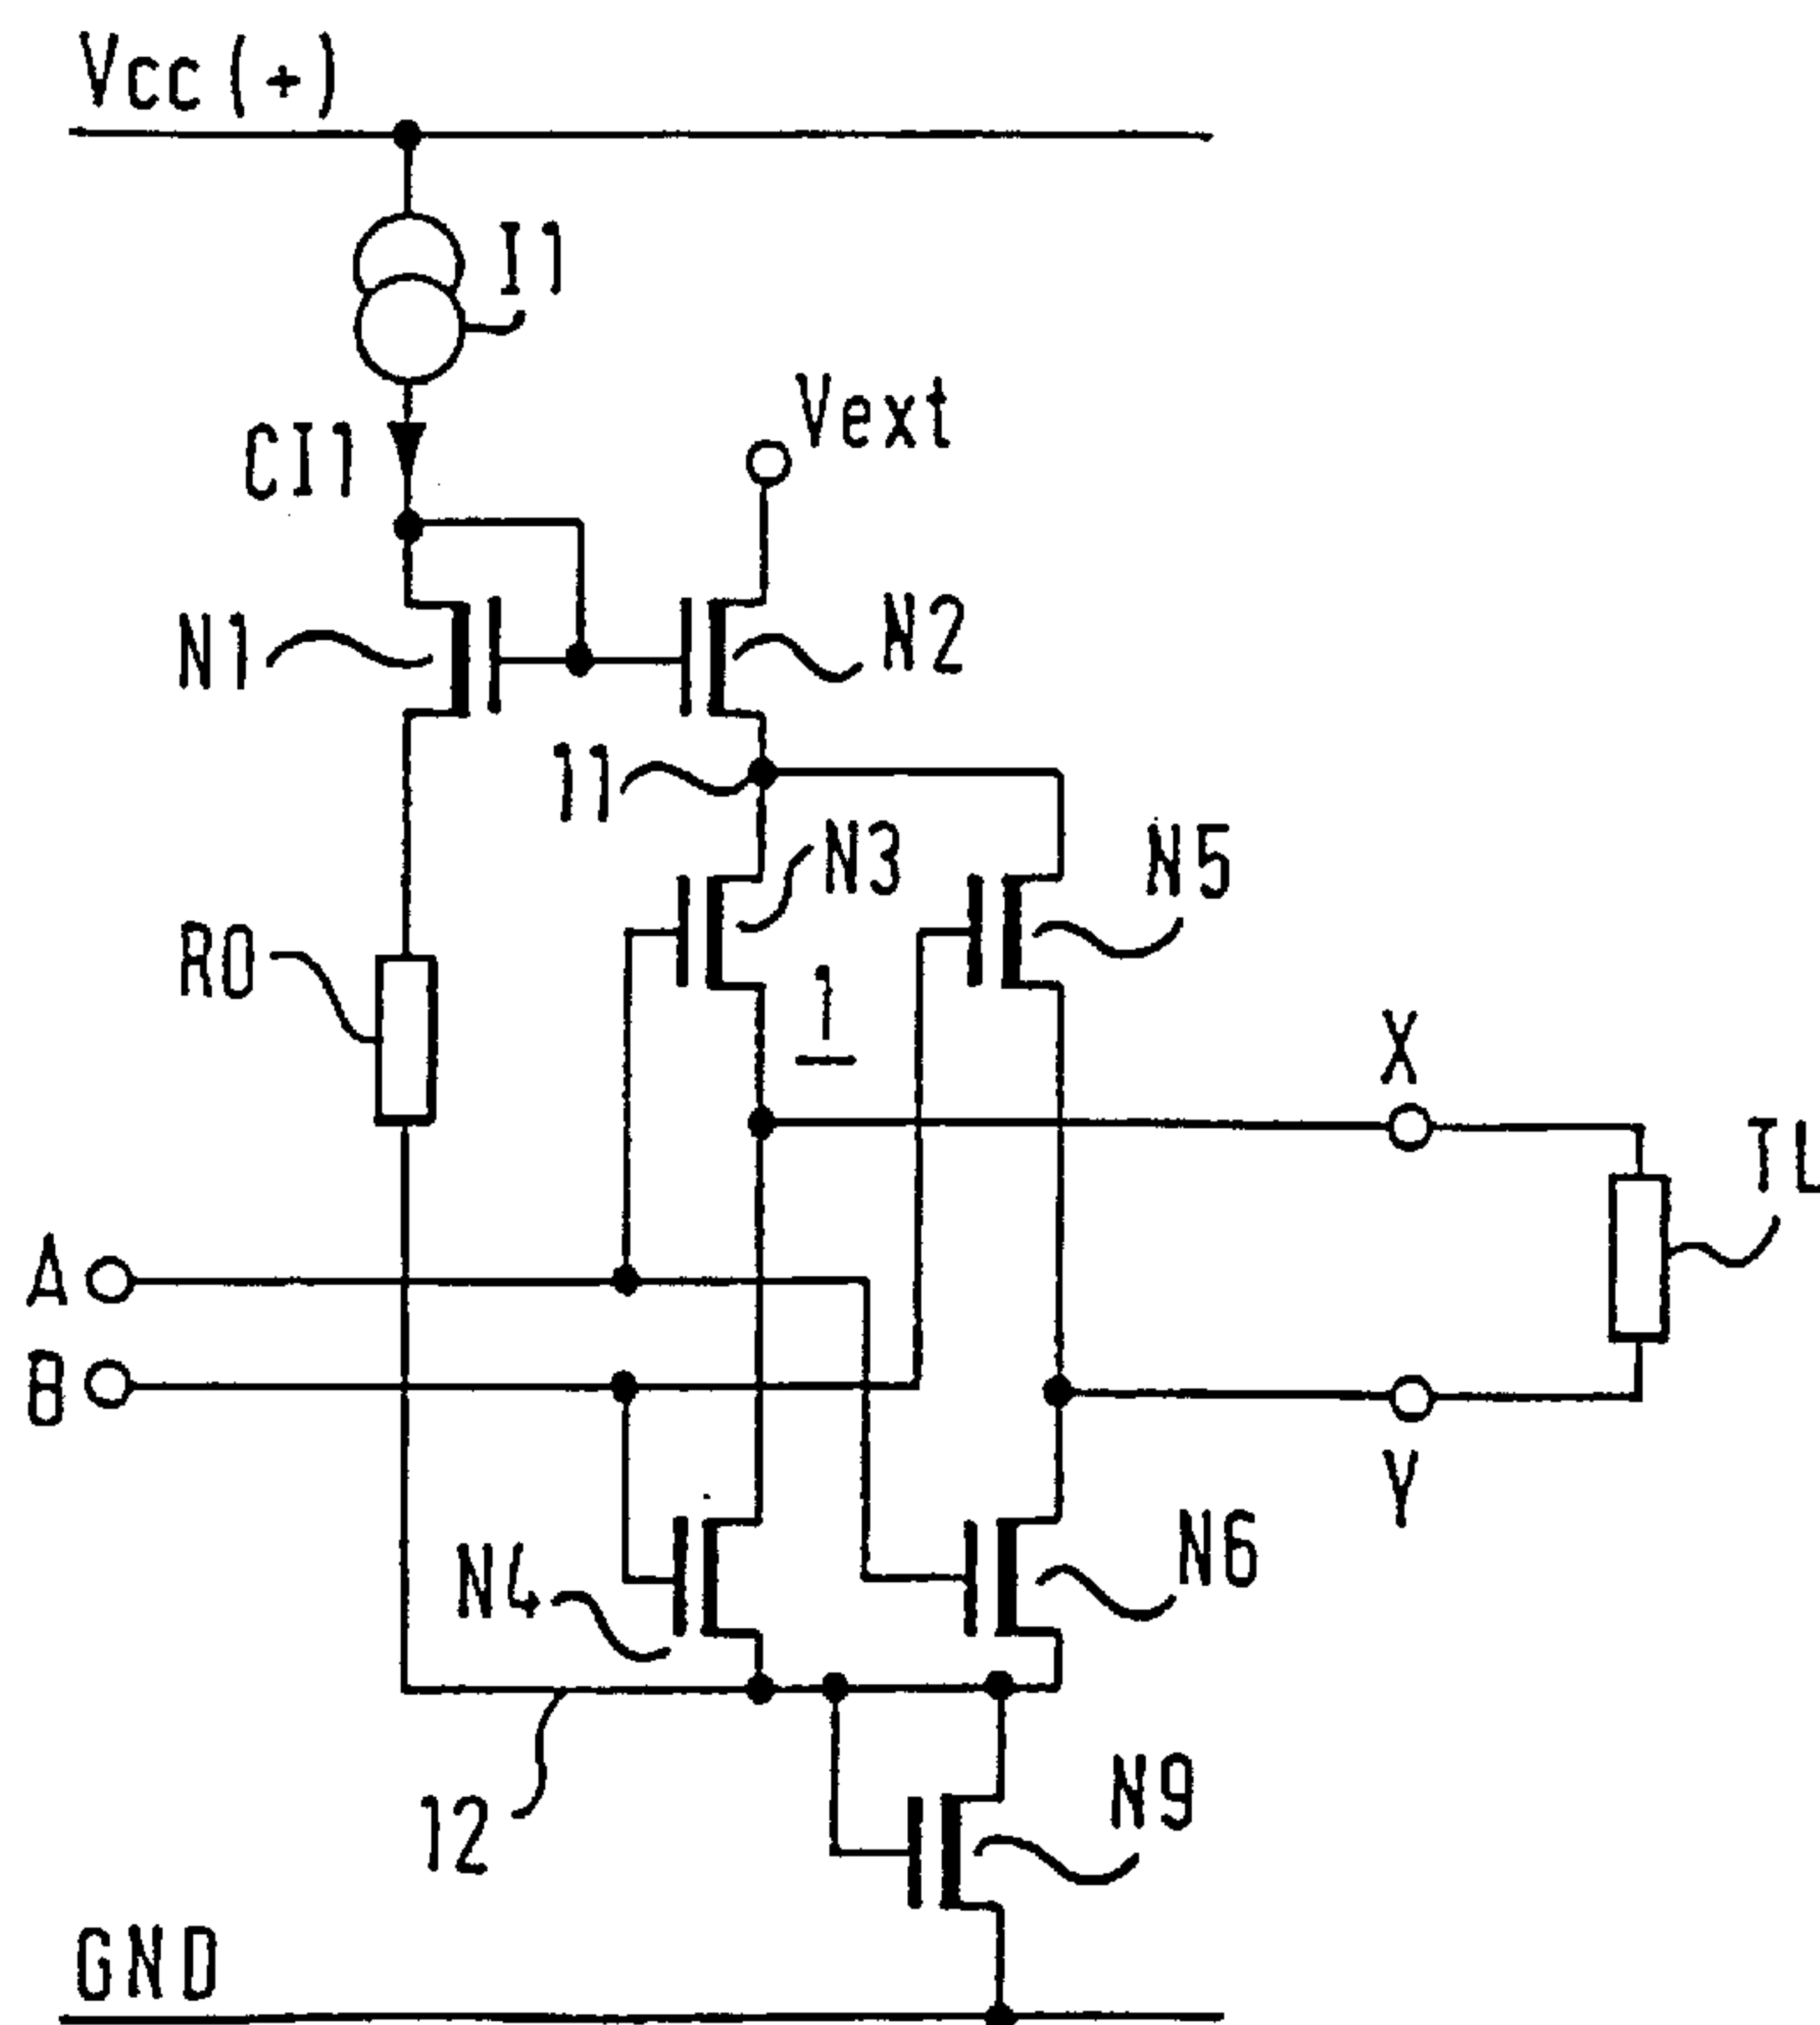 Vcc (+)
I1
CI1
Vext
N1
N2
11
N3
N5
R0
1
X
TL
A
B
Y
N4
N6
12
N9
GND